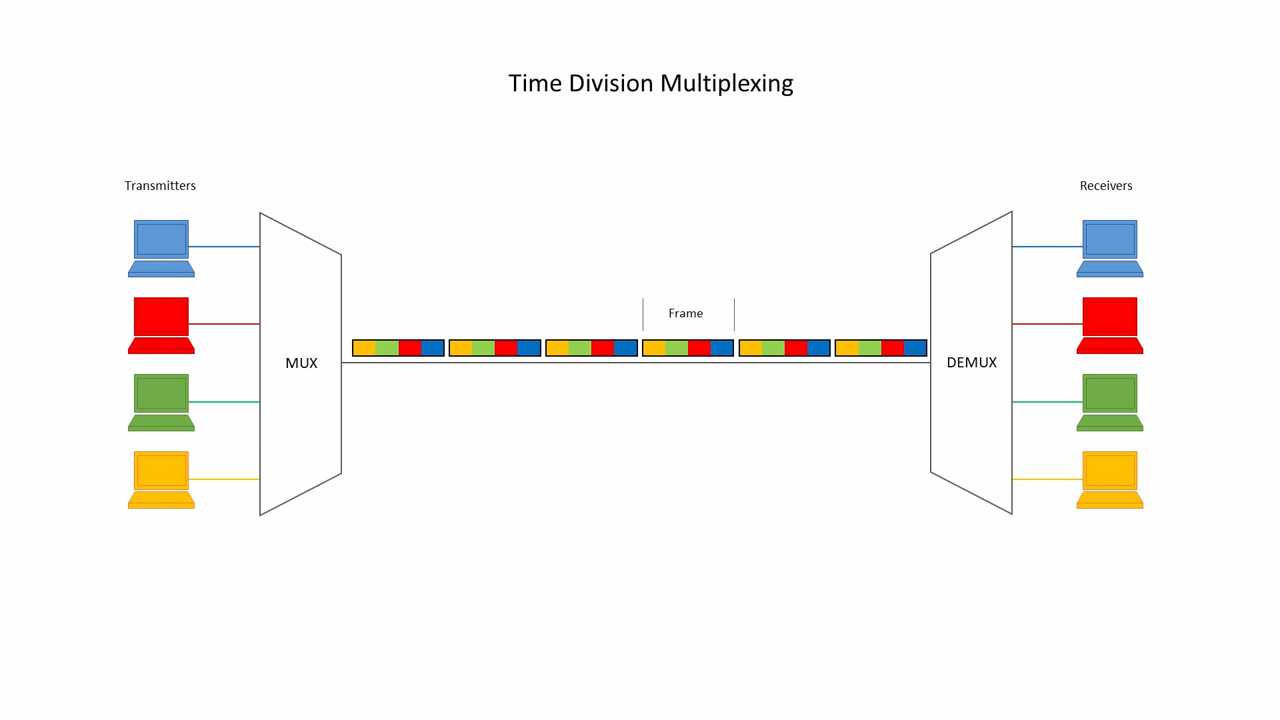 Time Division Multiplexing
Transmitters
Receivers
Frame
MUX
DEMUX